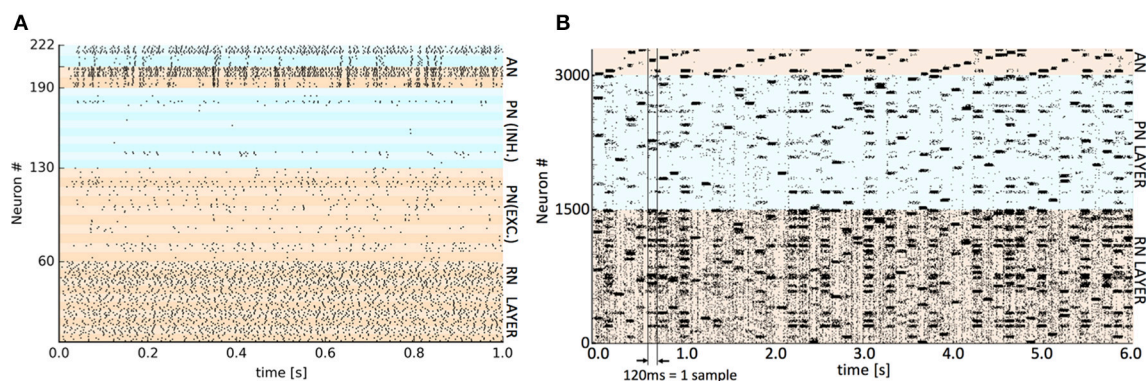 A
222
190
130
60
Neuron #
AN
PN (INH.)
PN(EXC.)
RN LAYER
0.0 0.2 0.4 0.6 0.8 1.0
time [s]
B
3000
1500
0
Neuron #
AN
PN LAYER
RN LAYER
0.0 1.0 2.0 3.0 4.0 5.0 6.0
120ms = 1 sample
time [s]